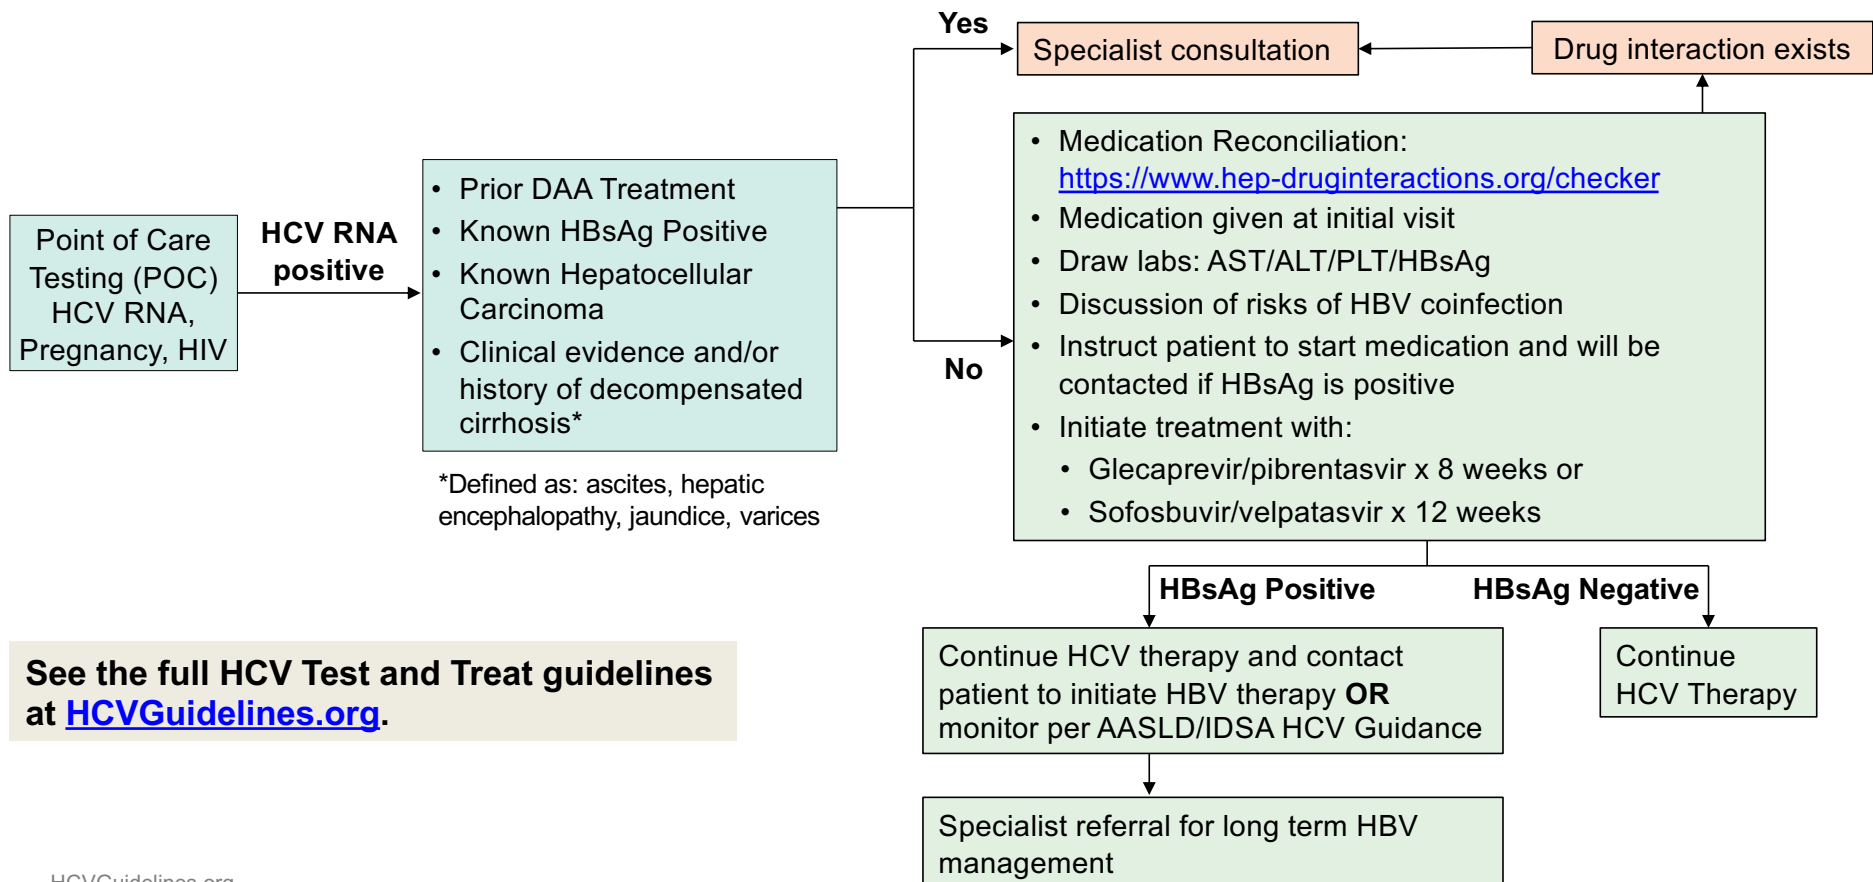 Point of Care
Testing (POC)
HCV RNA,
Pregnancy, HIV
HCV RNA
positive
• Prior DAA Treatment
• Known HBsAg Positive
• Known Hepatocellular
Carcinoma
• Clinical evidence and/or
history of decompensated
cirrhosis*
*Defined as: ascites, hepatic
encephalopathy, jaundice, varices
Yes
Specialist consultation
Drug interaction exists
No
• Medication Reconciliation:
https://www.hep-druginteractions.org/checker
• Medication given at initial visit
• Draw labs: AST/ALT/PLT/HBsAg
• Discussion of risks of HBV coinfection
• Instruct patient to start medication and will be
contacted if HBsAg is positive
• Initiate treatment with:
• Glecaprevir/pibrentasvir x 8 weeks or
• Sofosbuvir/velpatasvir x 12 weeks
HBsAg Positive
HBsAg Negative
Continue HCV therapy and contact
patient to initiate HBV therapy OR
monitor per AASLD/IDSA HCV Guidance
Continue
HCV Therapy
Specialist referral for long term HBV
management
See the full HCV Test and Treat guidelines
at HCVGuidelines.org.
HCVGuidelines.org